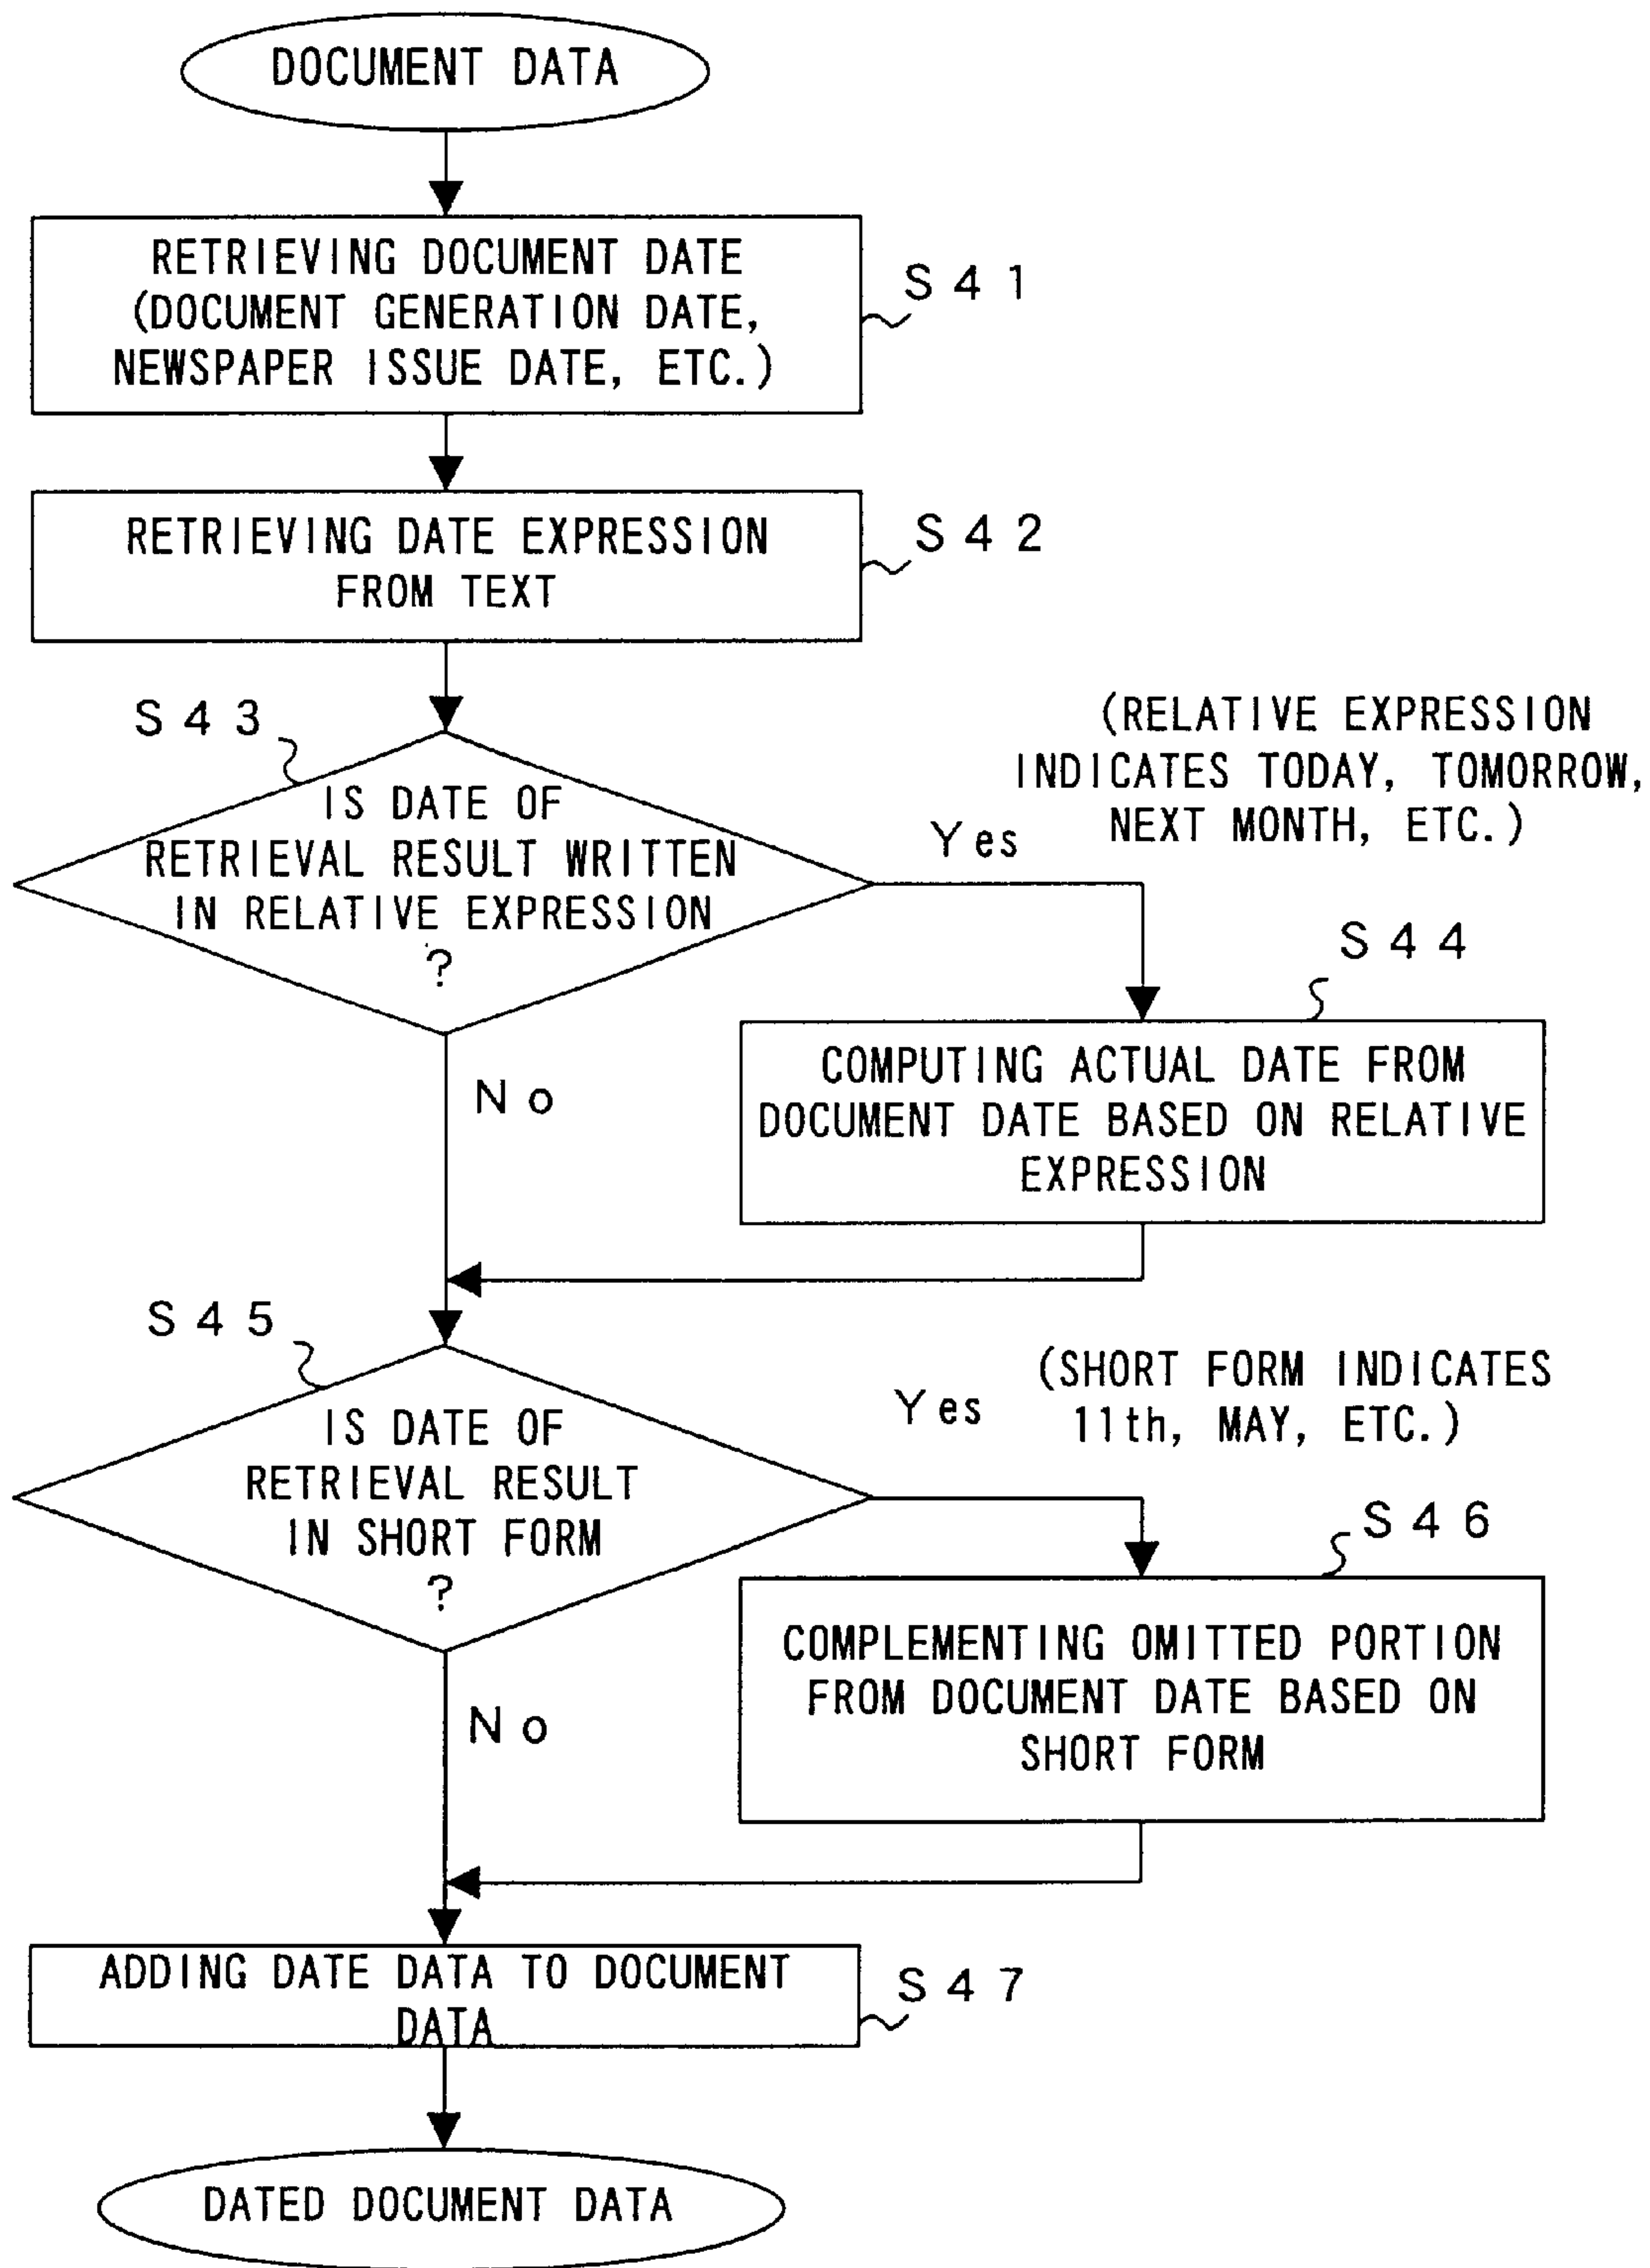 DOCUMENT DATA
RETRIEVING DOCUMENT DATE
(DOCUMENT GENERATION DATE,
NEWSPAPER ISSUE DATE, ETC.)
S41
RETRIEVING DATE EXPRESSION
FROM TEXT
S42
S43
IS DATE OF
RETRIEVAL RESULT WRITTEN
IN RELATIVE EXPRESSION
?
Yes
(RELATIVE EXPRESSION
INDICATES TODAY, TOMORROW,
NEXT MONTH, ETC.)
S44
COMPUTING ACTUAL DATE FROM
DOCUMENT DATE BASED ON RELATIVE
EXPRESSION
No
S45
IS DATE OF
RETRIEVAL RESULT
IN SHORT FORM
?
Yes
(SHORT FORM INDICATES
11th, MAY, ETC.)
S46
COMPLEMENTING OMITTED PORTION
FROM DOCUMENT DATE BASED ON
SHORT FORM
No
ADDING DATE DATA TO DOCUMENT
DATA
S47
DATED DOCUMENT DATA